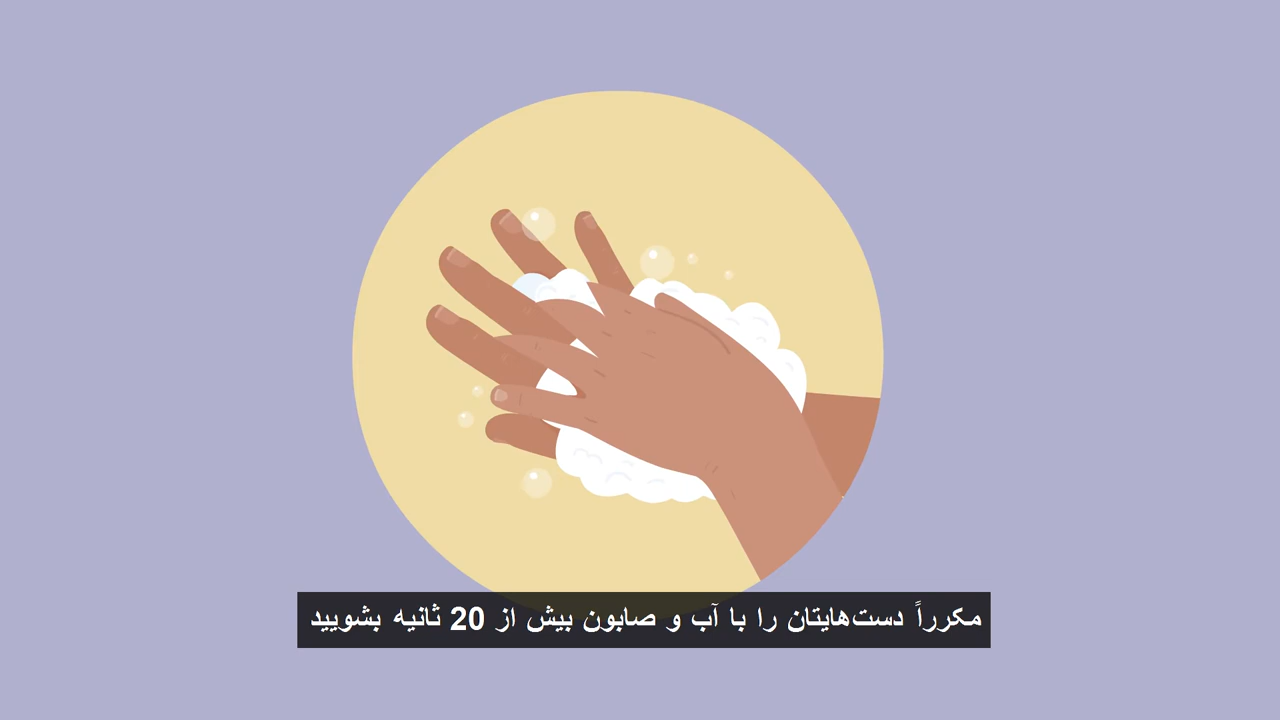 مکرراً دست‌هایتان را با آب و صابون بیش از 20 ثانیه بشویید